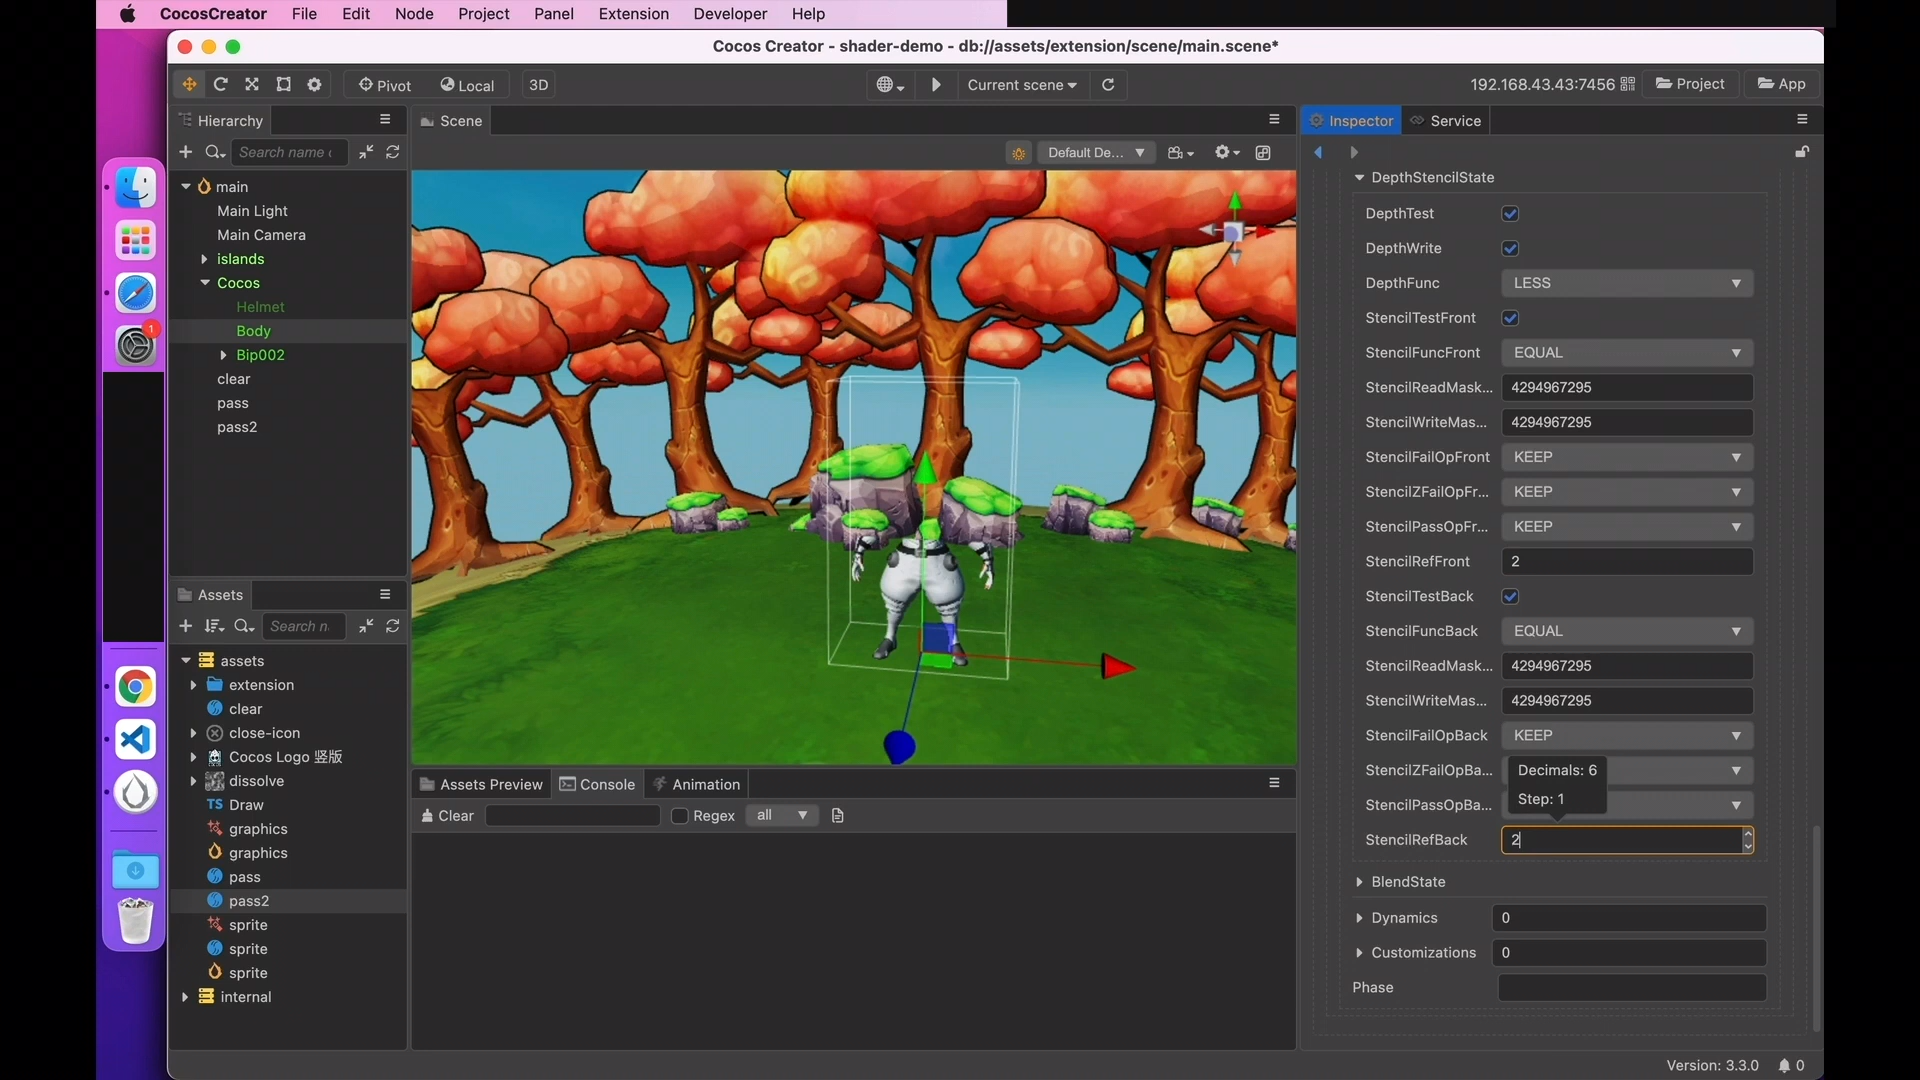 CocosCreator File Edit Node Project Panel Extension Developer Help
Cocos Creator - shader-demo - db://assets/extension/scene/main.scene*
Pivot Local 3D Current scene 192.168.43.43:7456 Project App
Hierarchy
Search name
main
Main Light
Main Camera
islands
Cocos
Helmet
Body
Bip002
clear
pass
pass2
Assets
Search n
assets
extension
clear
close-icon
Cocos Logo 竖版
dissolve
TS Draw
graphics
graphics
pass
pass2
sprite
sprite
sprite
internal
Scene
Default De...
Assets Preview Console Animation
Clear Regex all
Inspector Service
DepthStencilState
DepthTest
DepthWrite
DepthFunc LESS
StencilTestFront
StencilFuncFront EQUAL
StencilReadMask... 4294967295
StencilWriteMas... 4294967295
StencilFailOpFront KEEP
StencilZFailOpFr... KEEP
StencilPassOpFr... KEEP
StencilRefFront 2
StencilTestBack
StencilFuncBack EQUAL
StencilReadMask... 4294967295
StencilWriteMas... 4294967295
StencilFailOpBack KEEP
StencilZFailOpBa... Decimals: 6
Step: 1
StencilPassOpBa...
StencilRefBack 2
BlendState
Dynamics 0
Customizations 0
Phase
Version: 3.3.0 0
1